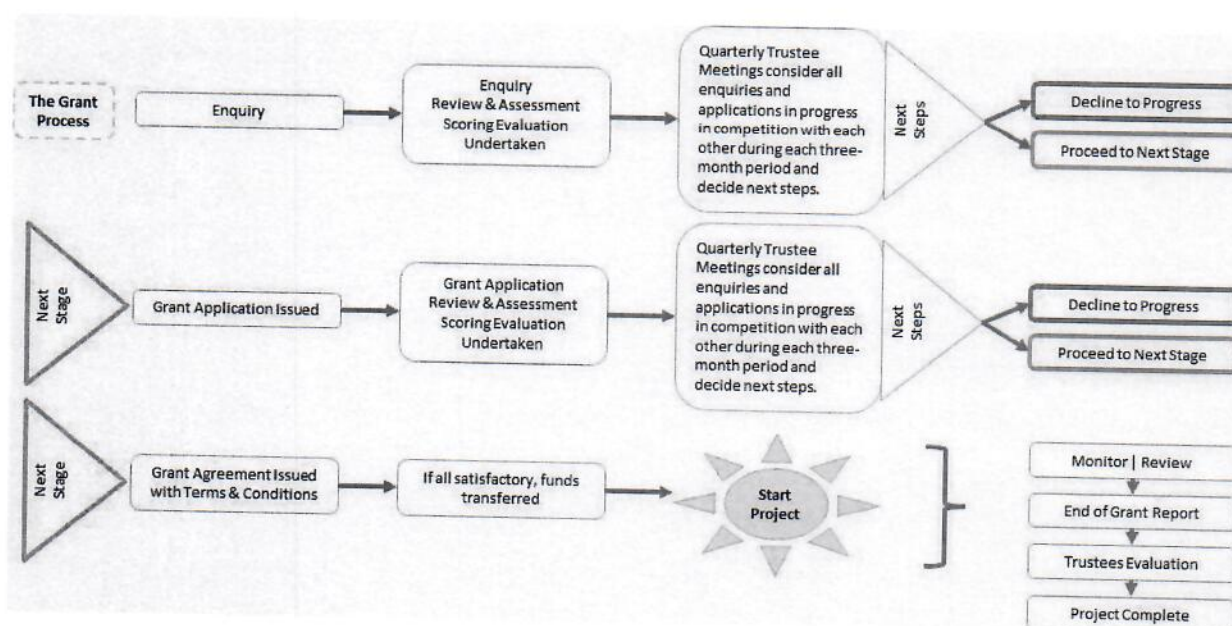 The Grant
Process
Enquiry
Enquiry
Review & Assessment
Scoring Evaluation
Undertaken
Quarterly Trustee
Meetings consider all
enquiries and
applications in progress
in competition with each
other during each three-
month period and
decide next steps.
Next
Steps
Decline to Progress
Proceed to Next Stage
Next
Stage
Grant Application Issued
Grant Application
Review & Assessment
Scoring Evaluation
Undertaken
Quarterly Trustee
Meetings consider all
enquiries and
applications in progress
in competition with each
other during each three-
month period and
decide next steps.
Next
Steps
Decline to Progress
Proceed to Next Stage
Next
Stage
Grant Agreement Issued
with Terms & Conditions
If all satisfactory, funds
transferred
Start
Project
Monitor | Review
End of Grant Report
Trustees Evaluation
Project Complete